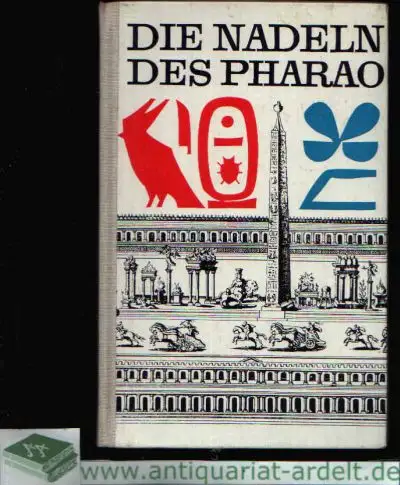 DIE NADELN
DES PHARAO
www.antiquariat-ardelt.de